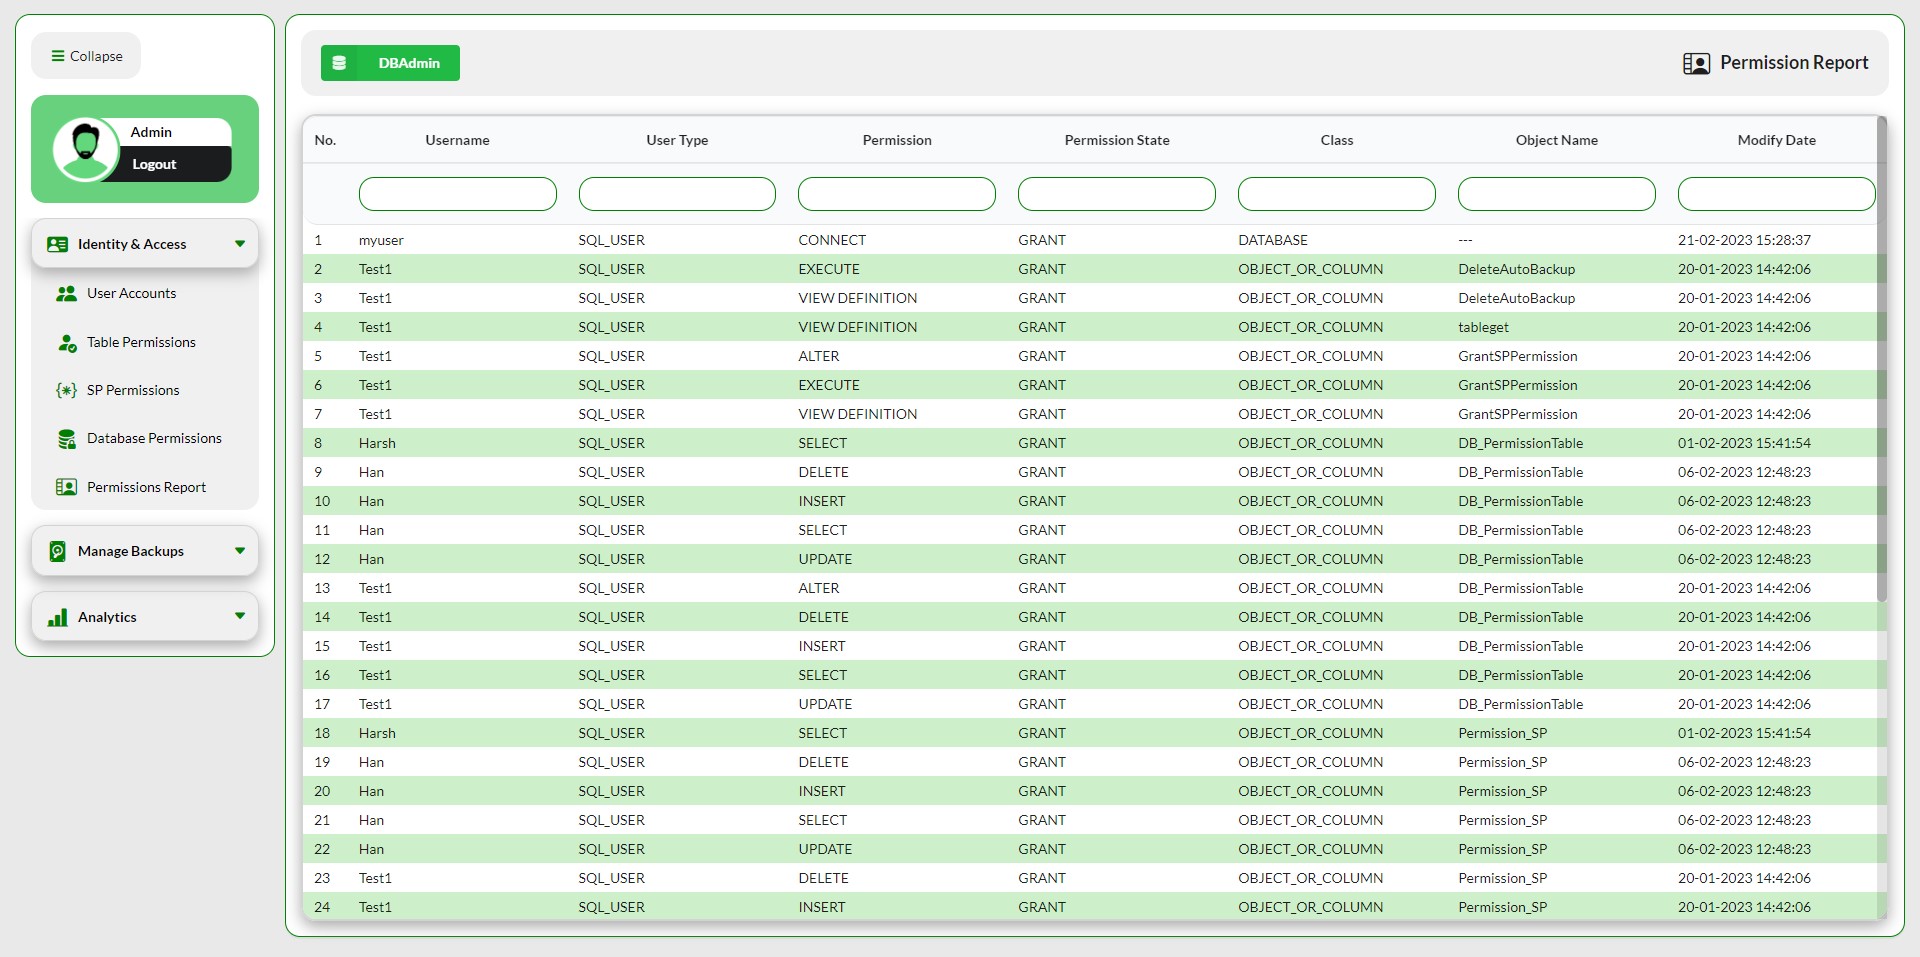 Collapse
Admin
Logout
Identity & Access
User Accounts
Table Permissions
SP Permissions
Database Permissions
Permissions Report
Manage Backups
Analytics
DBAdmin
Permission Report
No. Username User Type Permission Permission State Class Object Name Modify Date
1 myuser SQL_USER CONNECT GRANT DATABASE --- 21-02-2023 15:28:37
2 Test1 SQL_USER EXECUTE GRANT OBJECT_OR_COLUMN DeleteAutoBackup 20-01-2023 14:42:06
3 Test1 SQL_USER VIEW DEFINITION GRANT OBJECT_OR_COLUMN DeleteAutoBackup 20-01-2023 14:42:06
4 Test1 SQL_USER VIEW DEFINITION GRANT OBJECT_OR_COLUMN tableget 20-01-2023 14:42:06
5 Test1 SQL_USER ALTER GRANT OBJECT_OR_COLUMN GrantSPPermission 20-01-2023 14:42:06
6 Test1 SQL_USER EXECUTE GRANT OBJECT_OR_COLUMN GrantSPPermission 20-01-2023 14:42:06
7 Test1 SQL_USER VIEW DEFINITION GRANT OBJECT_OR_COLUMN GrantSPPermission 20-01-2023 14:42:06
8 Harsh SQL_USER SELECT GRANT OBJECT_OR_COLUMN DB_PermissionTable 01-02-2023 15:41:54
9 Han SQL_USER DELETE GRANT OBJECT_OR_COLUMN DB_PermissionTable 06-02-2023 12:48:23
10 Han SQL_USER INSERT GRANT OBJECT_OR_COLUMN DB_PermissionTable 06-02-2023 12:48:23
11 Han SQL_USER SELECT GRANT OBJECT_OR_COLUMN DB_PermissionTable 06-02-2023 12:48:23
12 Han SQL_USER UPDATE GRANT OBJECT_OR_COLUMN DB_PermissionTable 06-02-2023 12:48:23
13 Test1 SQL_USER ALTER GRANT OBJECT_OR_COLUMN DB_PermissionTable 20-01-2023 14:42:06
14 Test1 SQL_USER DELETE GRANT OBJECT_OR_COLUMN DB_PermissionTable 20-01-2023 14:42:06
15 Test1 SQL_USER INSERT GRANT OBJECT_OR_COLUMN DB_PermissionTable 20-01-2023 14:42:06
16 Test1 SQL_USER SELECT GRANT OBJECT_OR_COLUMN DB_PermissionTable 20-01-2023 14:42:06
17 Test1 SQL_USER UPDATE GRANT OBJECT_OR_COLUMN DB_PermissionTable 20-01-2023 14:42:06
18 Harsh SQL_USER SELECT GRANT OBJECT_OR_COLUMN Permission_SP 01-02-2023 15:41:54
19 Han SQL_USER DELETE GRANT OBJECT_OR_COLUMN Permission_SP 06-02-2023 12:48:23
20 Han SQL_USER INSERT GRANT OBJECT_OR_COLUMN Permission_SP 06-02-2023 12:48:23
21 Han SQL_USER SELECT GRANT OBJECT_OR_COLUMN Permission_SP 06-02-2023 12:48:23
22 Han SQL_USER UPDATE GRANT OBJECT_OR_COLUMN Permission_SP 06-02-2023 12:48:23
23 Test1 SQL_USER DELETE GRANT OBJECT_OR_COLUMN Permission_SP 20-01-2023 14:42:06
24 Test1 SQL_USER INSERT GRANT OBJECT_OR_COLUMN Permission_SP 20-01-2023 14:42:06